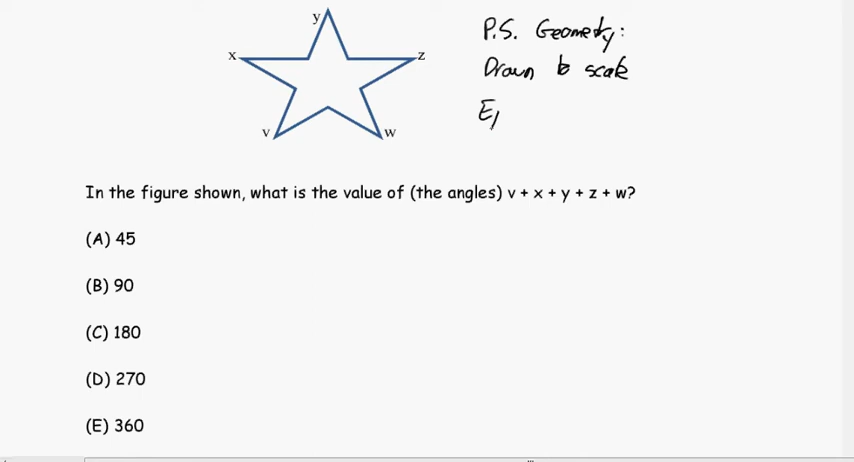 y
P.S. Geometry:
x
z
Drawn to scale
v
w
In the figure shown, what is the value of (the angles) v + x + y + z + w?
(A) 45
(B) 90
(C) 180
(D) 270
(E) 360